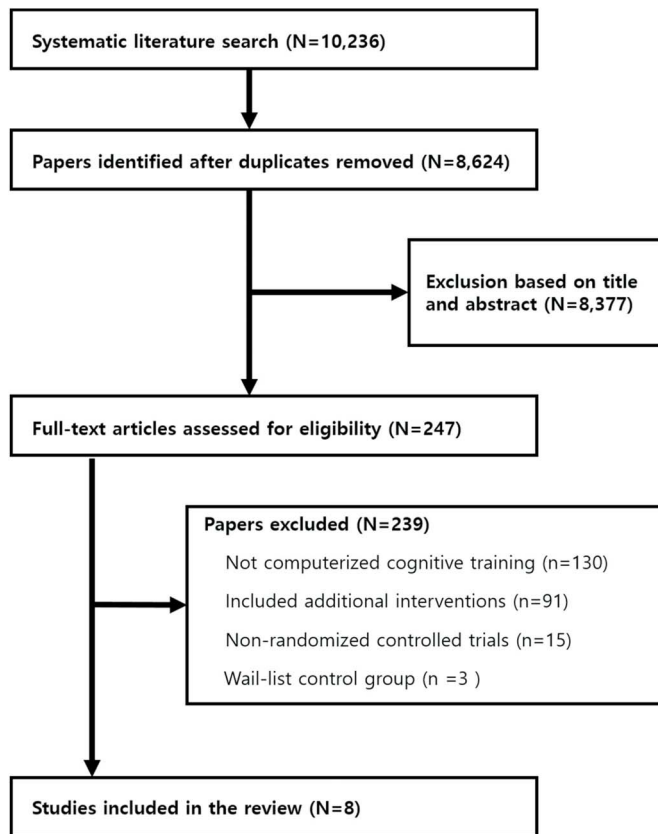 Systematic literature search (N=10,236)
Papers identified after duplicates removed (N=8,624)
Exclusion based on title
and abstract (N=8,377)
Full-text articles assessed for eligibility (N=247)
Papers excluded (N=239)
Not computerized cognitive training (n=130)
Included additional interventions (n=91)
Non-randomized controlled trials (n=15)
Wail-list control group (n =3 )
Studies included in the review (N=8)